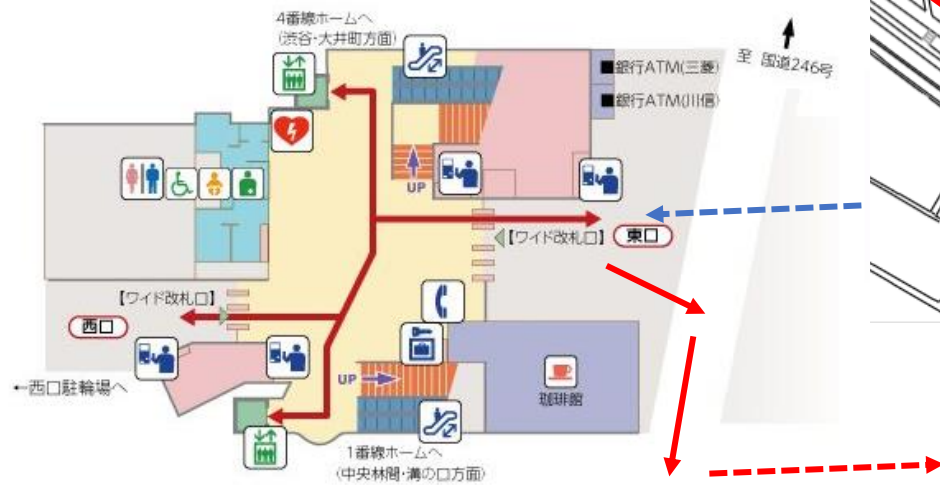 4番線ホームへ
(渋谷・大井町方面)
至 国道246号
■銀行ATM(三菱)
■銀行ATM(川信)
UP
【ワイド改札口】
東口
【ワイド改札口】
西口
←西口駐輪場へ
UP
珈琲館
1番線ホームへ
(中央林間・溝の口方面)